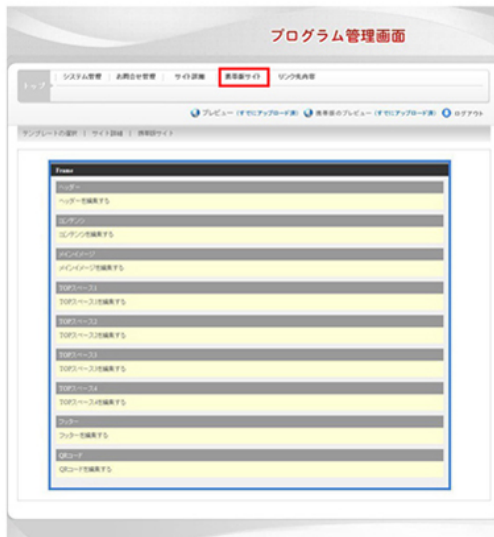 プログラム管理画面
トップ
システム管理 お問合せ管理 サイト詳細 携帯版サイト リンク先内容
プレビュー (すでにアップロード済) 携帯版のプレビュー (すでにアップロード済) ログアウト
テンプレートの選択 | サイト詳細 | 携帯版サイト
Frame
ヘッダー
ヘッダーを編集する
コンテンツ
コンテンツを編集する
メインイメージ
メインイメージを編集する
TOPスペース1
TOPスペース1を編集する
TOPスペース2
TOPスペース2を編集する
TOPスペース3
TOPスペース3を編集する
TOPスペース4
TOPスペース4を編集する
フッター
フッターを編集する
QRコード
QRコードを編集する